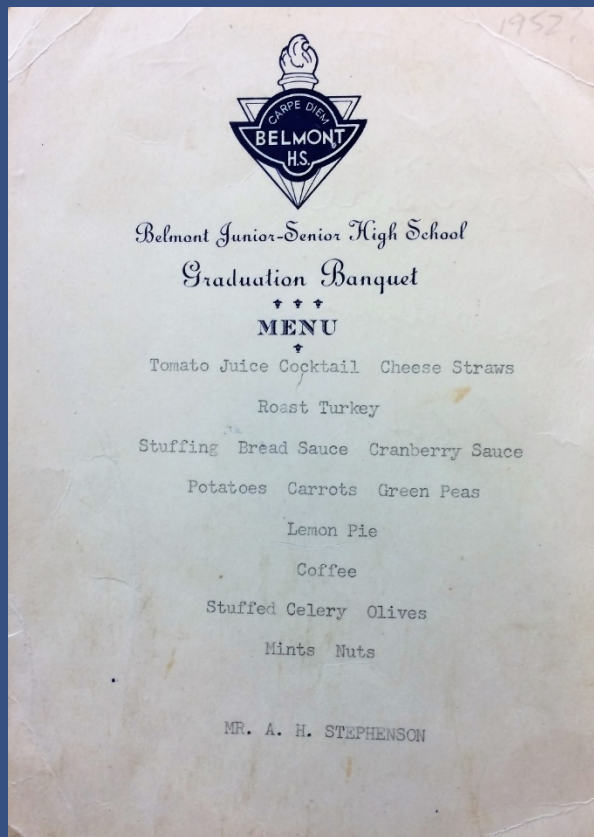 1952?
CARPE DIEM
BELMONT
H.S.
Belmont Junior-Senior High School
Graduation Banquet
MENU
Tomato Juice Cocktail Cheese Straws
Roast Turkey
Stuffing Bread Sauce Cranberry Sauce
Potatoes Carrots Green Peas
Lemon Pie
Coffee
Stuffed Celery Olives
Mints Nuts
MR. A. H. STEPHENSON